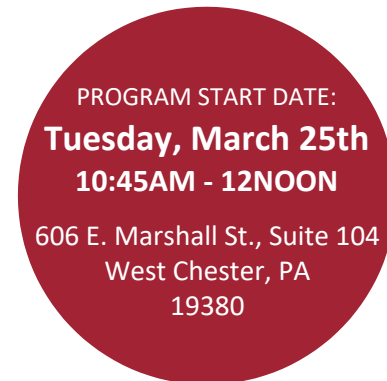 PROGRAM START DATE:
Tuesday, March 25th
10:45AM - 12NOON
606 E. Marshall St., Suite 104
West Chester, PA
19380